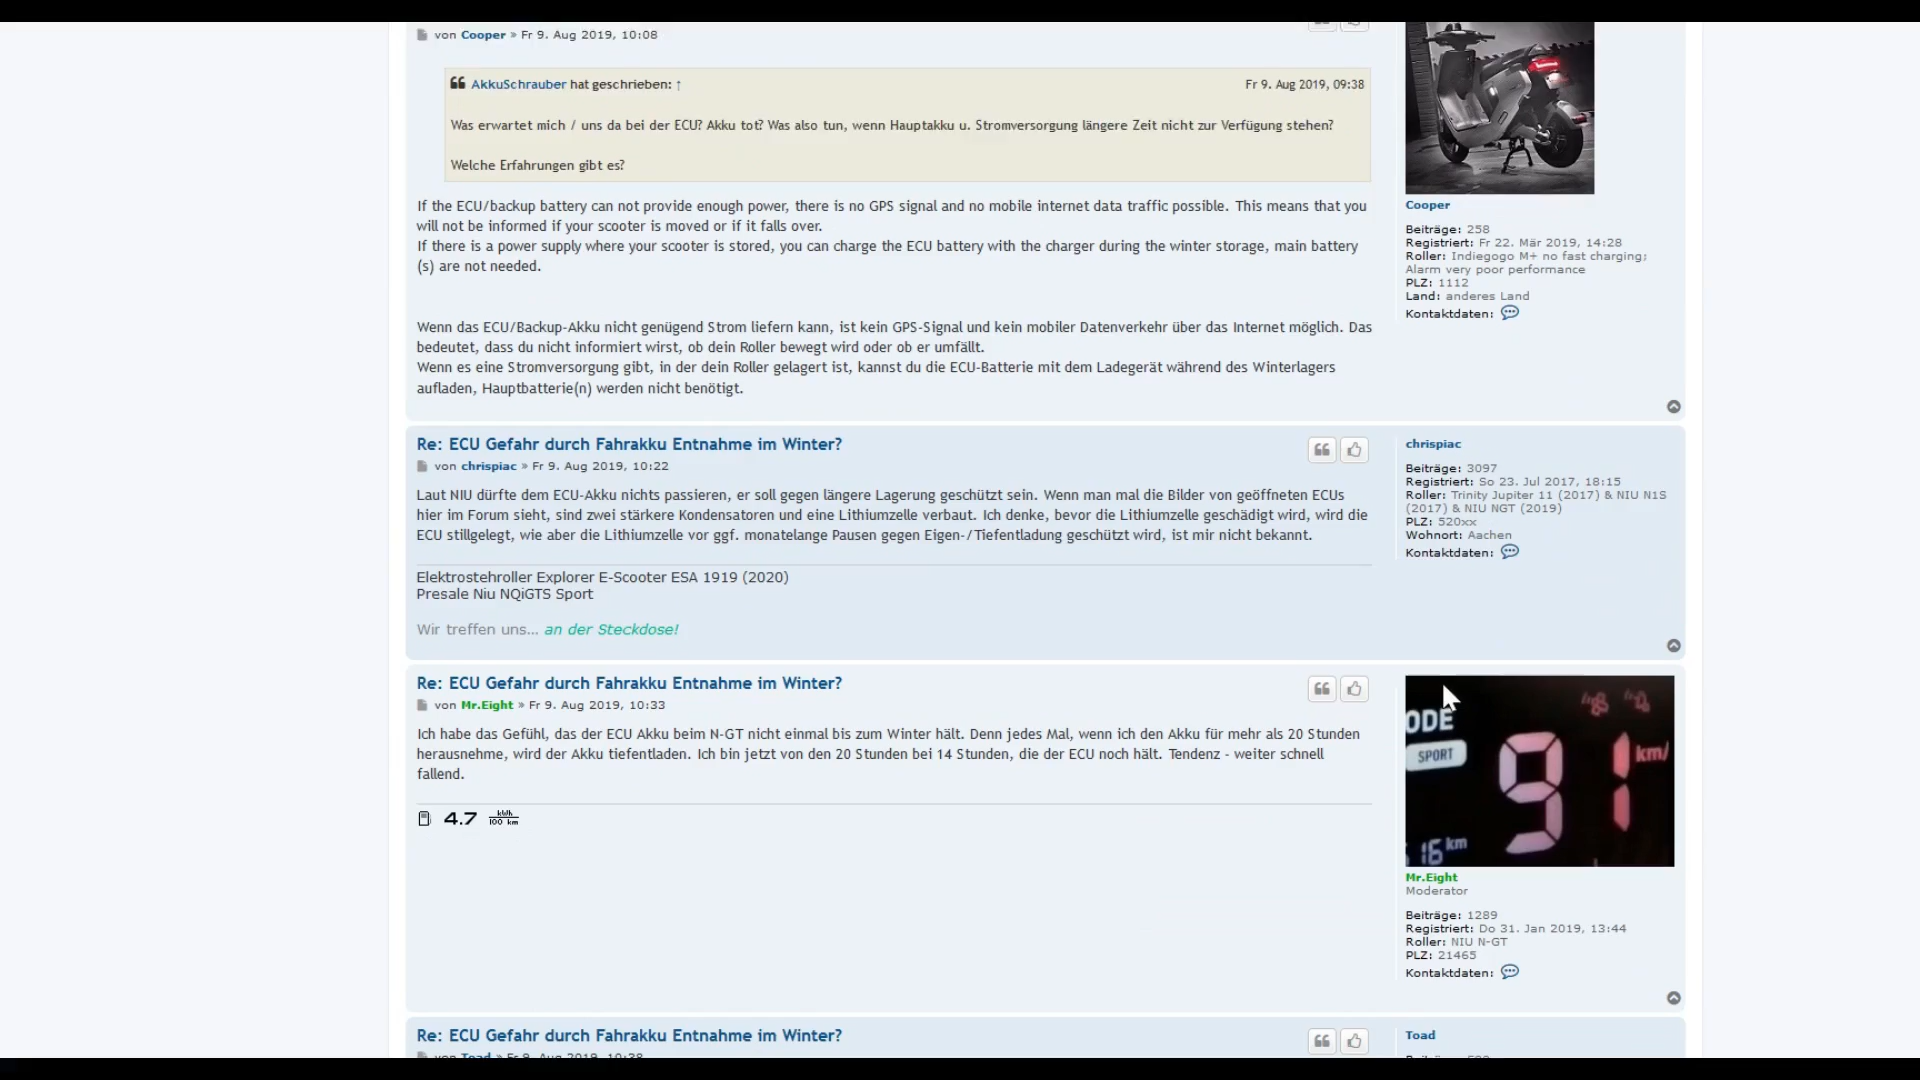 von Cooper » Fr 9. Aug 2019, 10:08
AkkuSchrauber hat geschrieben: ↑
Fr 9. Aug 2019, 09:38
Was erwartet mich / uns da bei der ECU? Akku tot? Was also tun, wenn Hauptakku u. Stromversorgung längere Zeit nicht zur Verfügung stehen?
Welche Erfahrungen gibt es?
If the ECU/backup battery can not provide enough power, there is no GPS signal and no mobile internet data traffic possible. This means that you
will not be informed if your scooter is moved or if it falls over.
If there is a power supply where your scooter is stored, you can charge the ECU battery with the charger during the winter storage, main battery
(s) are not needed.
Wenn das ECU/Backup-Akku nicht genügend Strom liefern kann, ist kein GPS-Signal und kein mobiler Datenverkehr über das Internet möglich. Das
bedeutet, dass du nicht informiert wirst, ob dein Roller bewegt wird oder ob er umfällt.
Wenn es eine Stromversorgung gibt, in der dein Roller gelagert ist, kannst du die ECU-Batterie mit dem Ladegerät während des Winterlagers
aufladen, Hauptbatterie(n) werden nicht benötigt.
Cooper
Beiträge: 258
Registriert: Fr 22. Mär 2019, 14:28
Roller: Indiegogo M+ no fast charging;
Alarm very poor performance
PLZ: 1112
Land: anderes Land
Kontaktdaten:
Re: ECU Gefahr durch Fahrakku Entnahme im Winter?
von chrispiac » Fr 9. Aug 2019, 10:22
Laut NIU dürfte dem ECU-Akku nichts passieren, er soll gegen längere Lagerung geschützt sein. Wenn man mal die Bilder von geöffneten ECUs
hier im Forum sieht, sind zwei stärkere Kondensatoren und eine Lithiumzelle verbaut. Ich denke, bevor die Lithiumzelle geschädigt wird, wird die
ECU stillgelegt, wie aber die Lithiumzelle vor ggf. monatelange Pausen gegen Eigen-/Tiefentladung geschützt wird, ist mir nicht bekannt.
Elektrostehroller Explorer E-Scooter ESA 1919 (2020)
Presale Niu NQiGTS Sport
Wir treffen uns... an der Steckdose!
chrispiac
Beiträge: 3097
Registriert: So 23. Jul 2017, 18:15
Roller: Trinity Jupiter 11 (2017) & NIU N1S
(2017) & NIU NGT (2019)
PLZ: 520xx
Wohnort: Aachen
Kontaktdaten:
Re: ECU Gefahr durch Fahrakku Entnahme im Winter?
von Mr.Eight » Fr 9. Aug 2019, 10:33
Ich habe das Gefühl, das der ECU Akku beim N-GT nicht einmal bis zum Winter hält. Denn jedes Mal, wenn ich den Akku für mehr als 20 Stunden
herausnehme, wird der Akku tiefentladen. Ich bin jetzt von den 20 Stunden bei 14 Stunden, die der ECU noch hält. Tendenz - weiter schnell
fallend.
4.7 kWh
100 km
ODE
SPORT
91 km/
16 km
Mr.Eight
Moderator
Beiträge: 1289
Registriert: Do 31. Jan 2019, 13:44
Roller: NIU N-GT
PLZ: 21465
Kontaktdaten:
Re: ECU Gefahr durch Fahrakku Entnahme im Winter?
von Toad » Fr 9. Aug 2019, 10:38
Toad